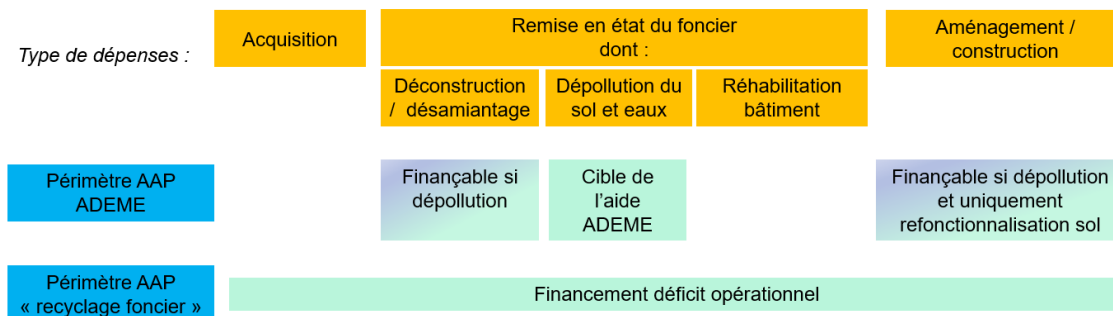 Type de dépenses :
Acquisition
Remise en état du foncier
dont :
Aménagement /
construction
Déconstruction
/ désamiantage
Dépollution du
sol et eaux
Réhabilitation
bâtiment
Périmètre AAP
ADEME
Finançable si
dépollution
Cible de
l'aide
ADEME
Finançable si dépollution
et uniquement
refonctionnalisation sol
Périmètre AAP
« recyclage foncier »
Financement déficit opérationnel